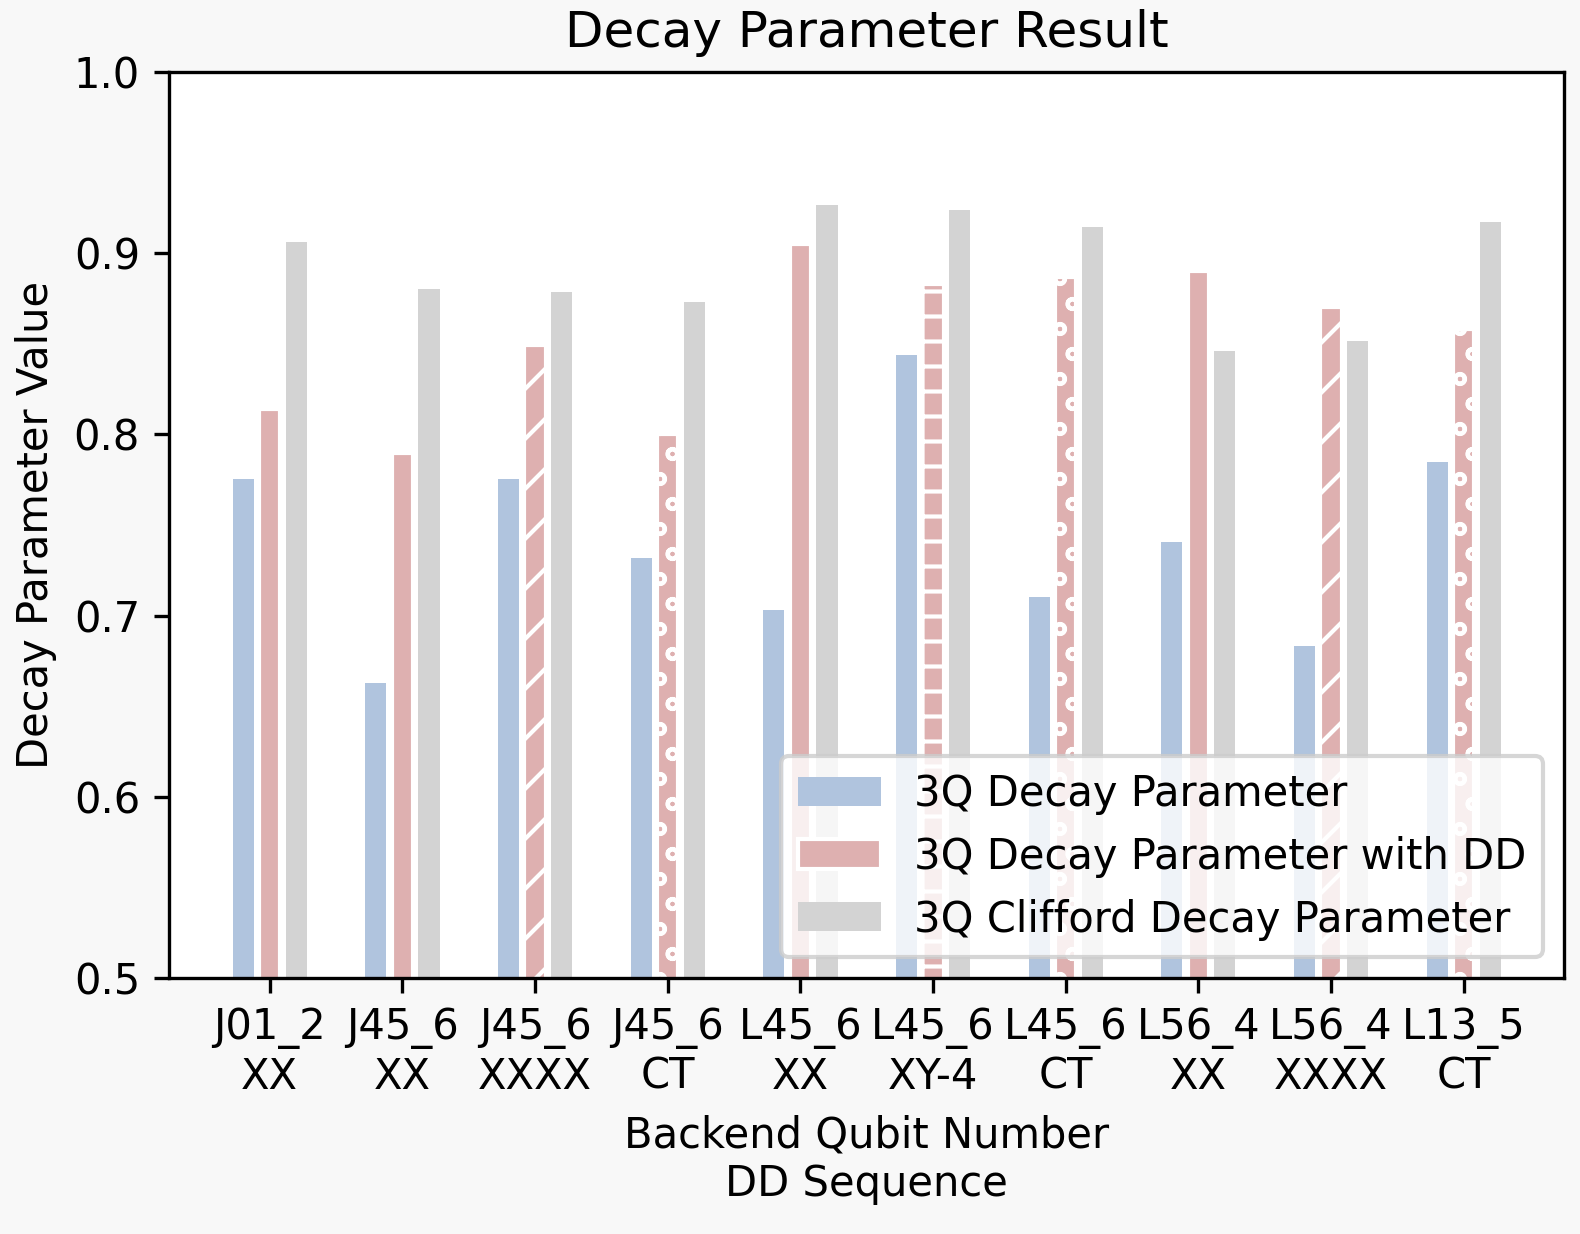 Decay Parameter Result
1.0
0.9
0.8
0.7
0.6
0.5
Decay Parameter Value
3Q Decay Parameter
3Q Decay Parameter with DD
3Q Clifford Decay Parameter
J01_2 J45_6 J45_6 J45_6 L45_6 L45_6 L45_6 L56_4 L56_4 L13_5
XX XX XXXX CT XX XY-4 CT XX XXXX CT
Backend Qubit Number
DD Sequence